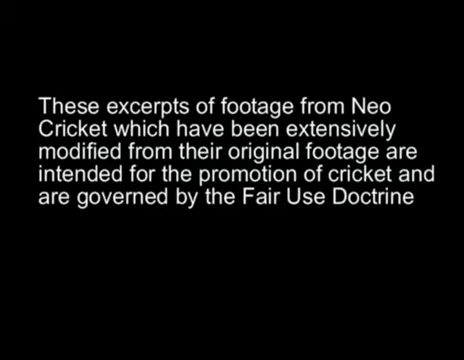 These excerpts of footage from Neo
Cricket which have been extensively
modified from their original footage are
intended for the promotion of cricket and
are governed by the Fair Use Doctrine